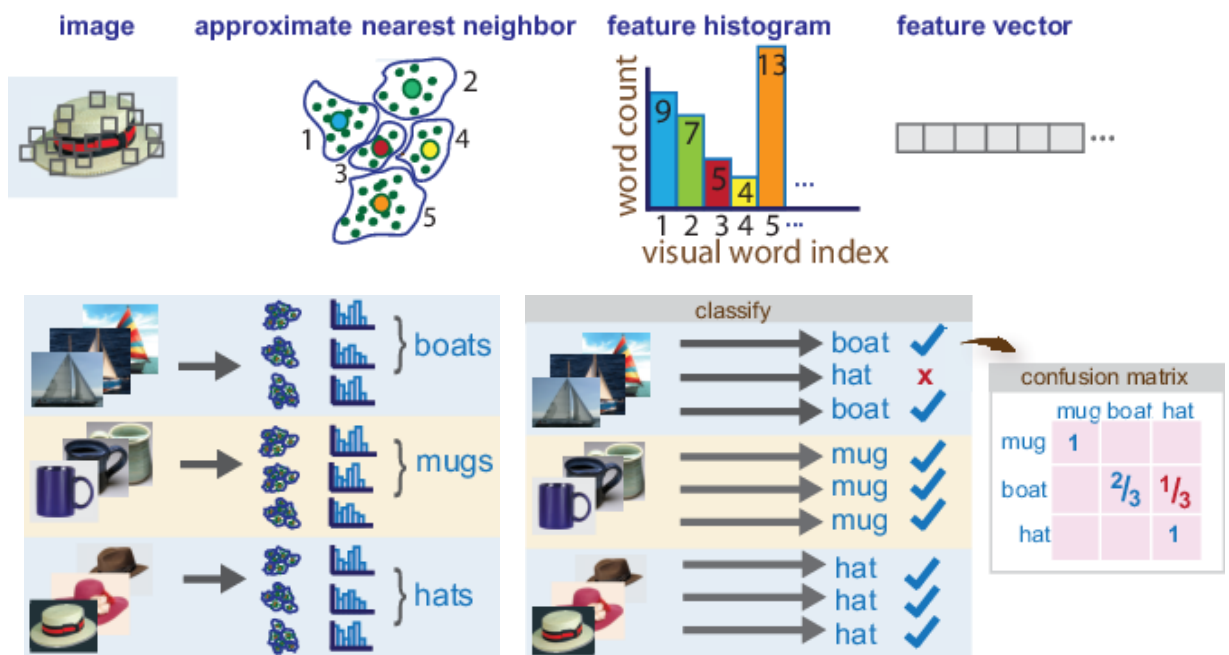 image approximate nearest neighbor feature histogram feature vector
1
2
3
4
5
word count
9
7
5
4
13
...
1 2 3 4 5 ...
visual word index
...
boats
mugs
hats
classify
boat
hat x
boat
mug
mug
mug
hat
hat
hat
confusion matrix
mug boat hat
mug 1
boat 2/3 1/3
hat 1